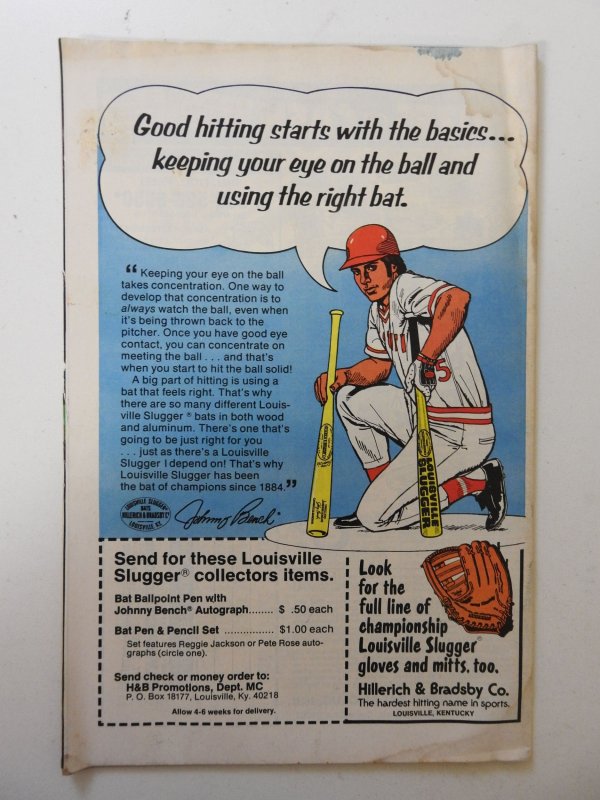 Good hitting starts with the basics...
keeping your eye on the ball and
using the right bat.
“ Keeping your eye on the ball
takes concentration. One way to
develop that concentration is to
always watch the ball, even when
it's being thrown back to the
pitcher. Once you have good eye
contact, you can concentrate on
meeting the ball . . . and that's
when you start to hit the ball solid!
A big part of hitting is using a
bat that feels right. That's why
there are so many different Louis-
ville Slugger® bats in both wood
and aluminum. There's one that's
going to be just right for you
. . . just as there's a Louisville
Slugger I depend on! That's why
Louisville Slugger has been
the bat of champions since 1884.”
LOUISVILLE SLUGGER
BATS
HILLERICH & BRADSBY Co
LOUISVILLE, KY.
Johnny Bench
5
LOUISVILLE
SLUGGER
Send for these Louisville
Slugger® collectors items.
Bat Ballpoint Pen with
Johnny Bench® Autograph........ $ .50 each
Bat Pen & Pencil Set ................ $1.00 each
Set features Reggie Jackson or Pete Rose auto-
graphs (circle one).
Send check or money order to:
H&B Promotions, Dept. MC
P. O. Box 18177, Louisville, Ky. 40218
Allow 4-6 weeks for delivery.
Look
for the
full line of
championship
Louisville Slugger®
gloves and mitts, too.
Hillerich & Bradsby Co.
The hardest hitting name in sports.
LOUISVILLE, KENTUCKY